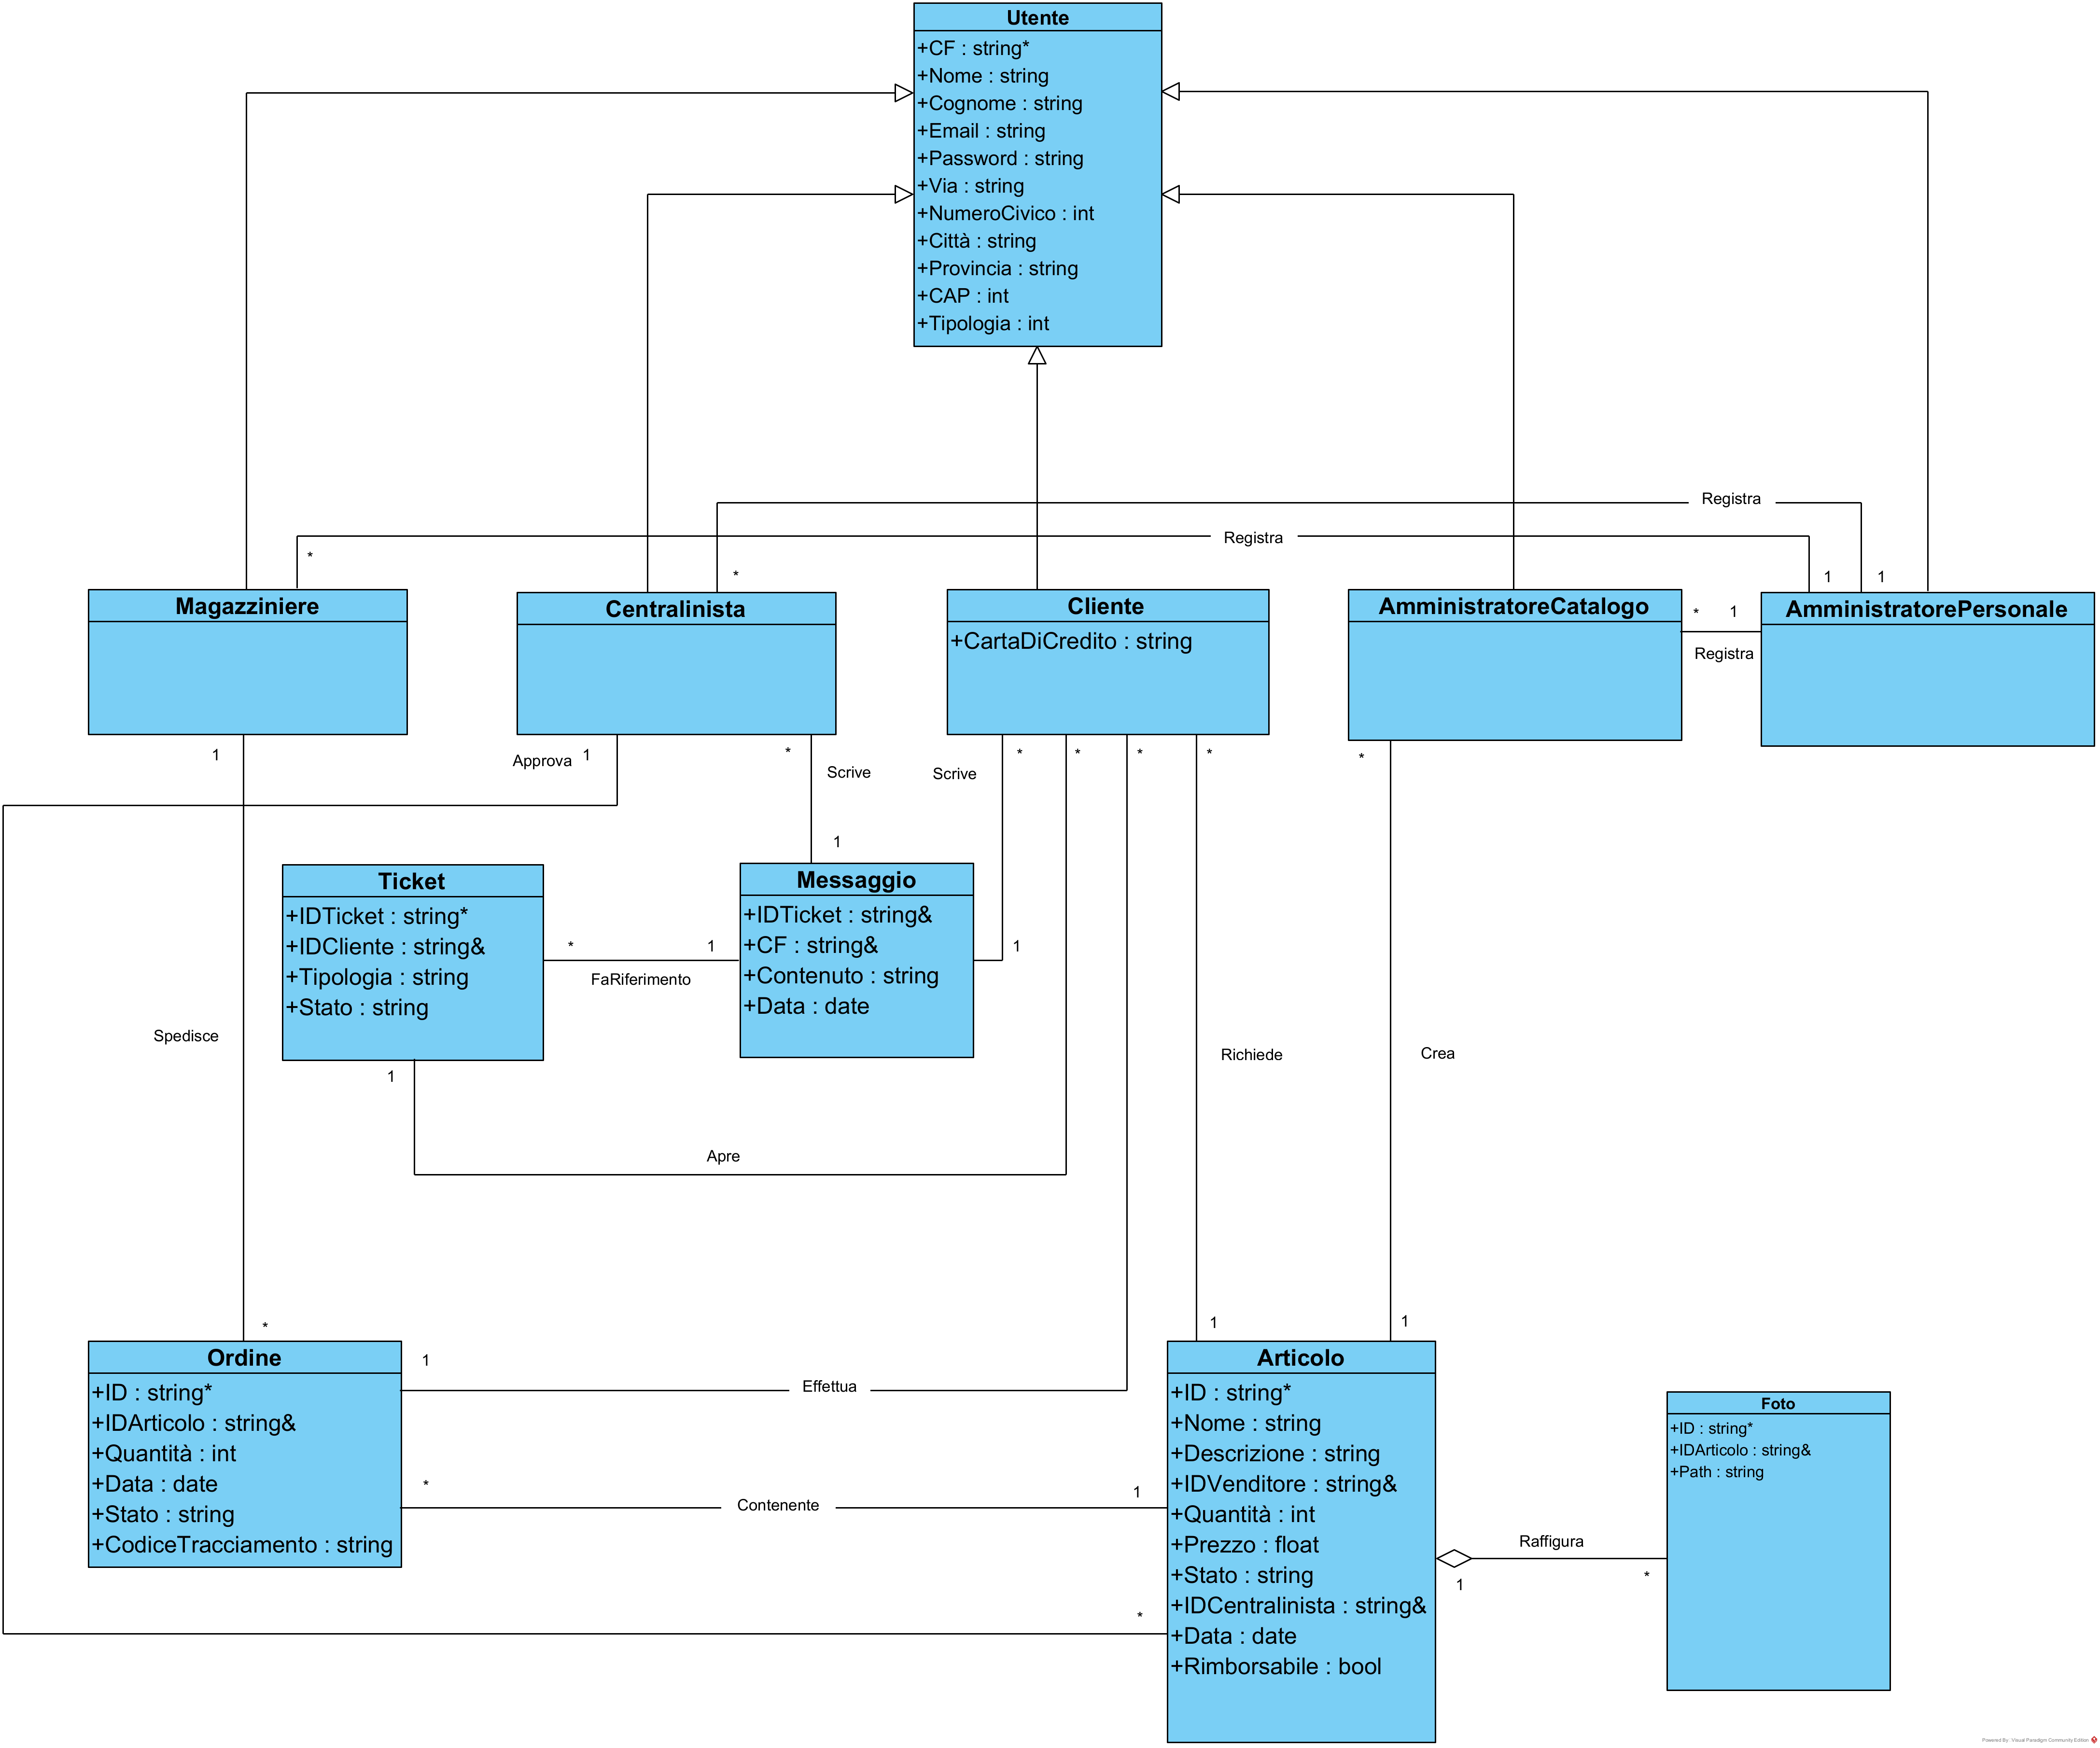 Utente
+CF : string*
+Nome : string
+Cognome : string
+Email : string
+Password : string
+Via : string
+NumeroCivico : int
+Città : string
+Provincia : string
+CAP : int
+Tipologia : int
Registra
Registra
*
*
1
1
Magazziniere
Centralinista
Cliente
+CartaDiCredito : string
AmministratoreCatalogo
* 1
Registra
AmministratorePersonale
1
Approva 1
*
Scrive
Scrive
*
*
*
*
*
1
Ticket
+IDTicket : string*
+IDCliente : string&
+Tipologia : string
+Stato : string
* 1
FaRiferimento
Messaggio
+IDTicket : string&
+CF : string&
+Contenuto : string
+Data : date
1
Spedisce
Richiede
Crea
1
Apre
*
1
1
Ordine
+ID : string*
+IDArticolo : string&
+Quantità : int
+Data : date
+Stato : string
+CodiceTracciamento : string
1
Effettua
*
Contenente
1
*
Articolo
+ID : string*
+Nome : string
+Descrizione : string
+IDVenditore : string&
+Quantità : int
+Prezzo : float
+Stato : string
+IDCentralinista : string&
+Data : date
+Rimborsabile : bool
Raffigura
1 *
Foto
+ID : string*
+IDArticolo : string&
+Path : string
Powered By: Visual Paradigm Community Edition